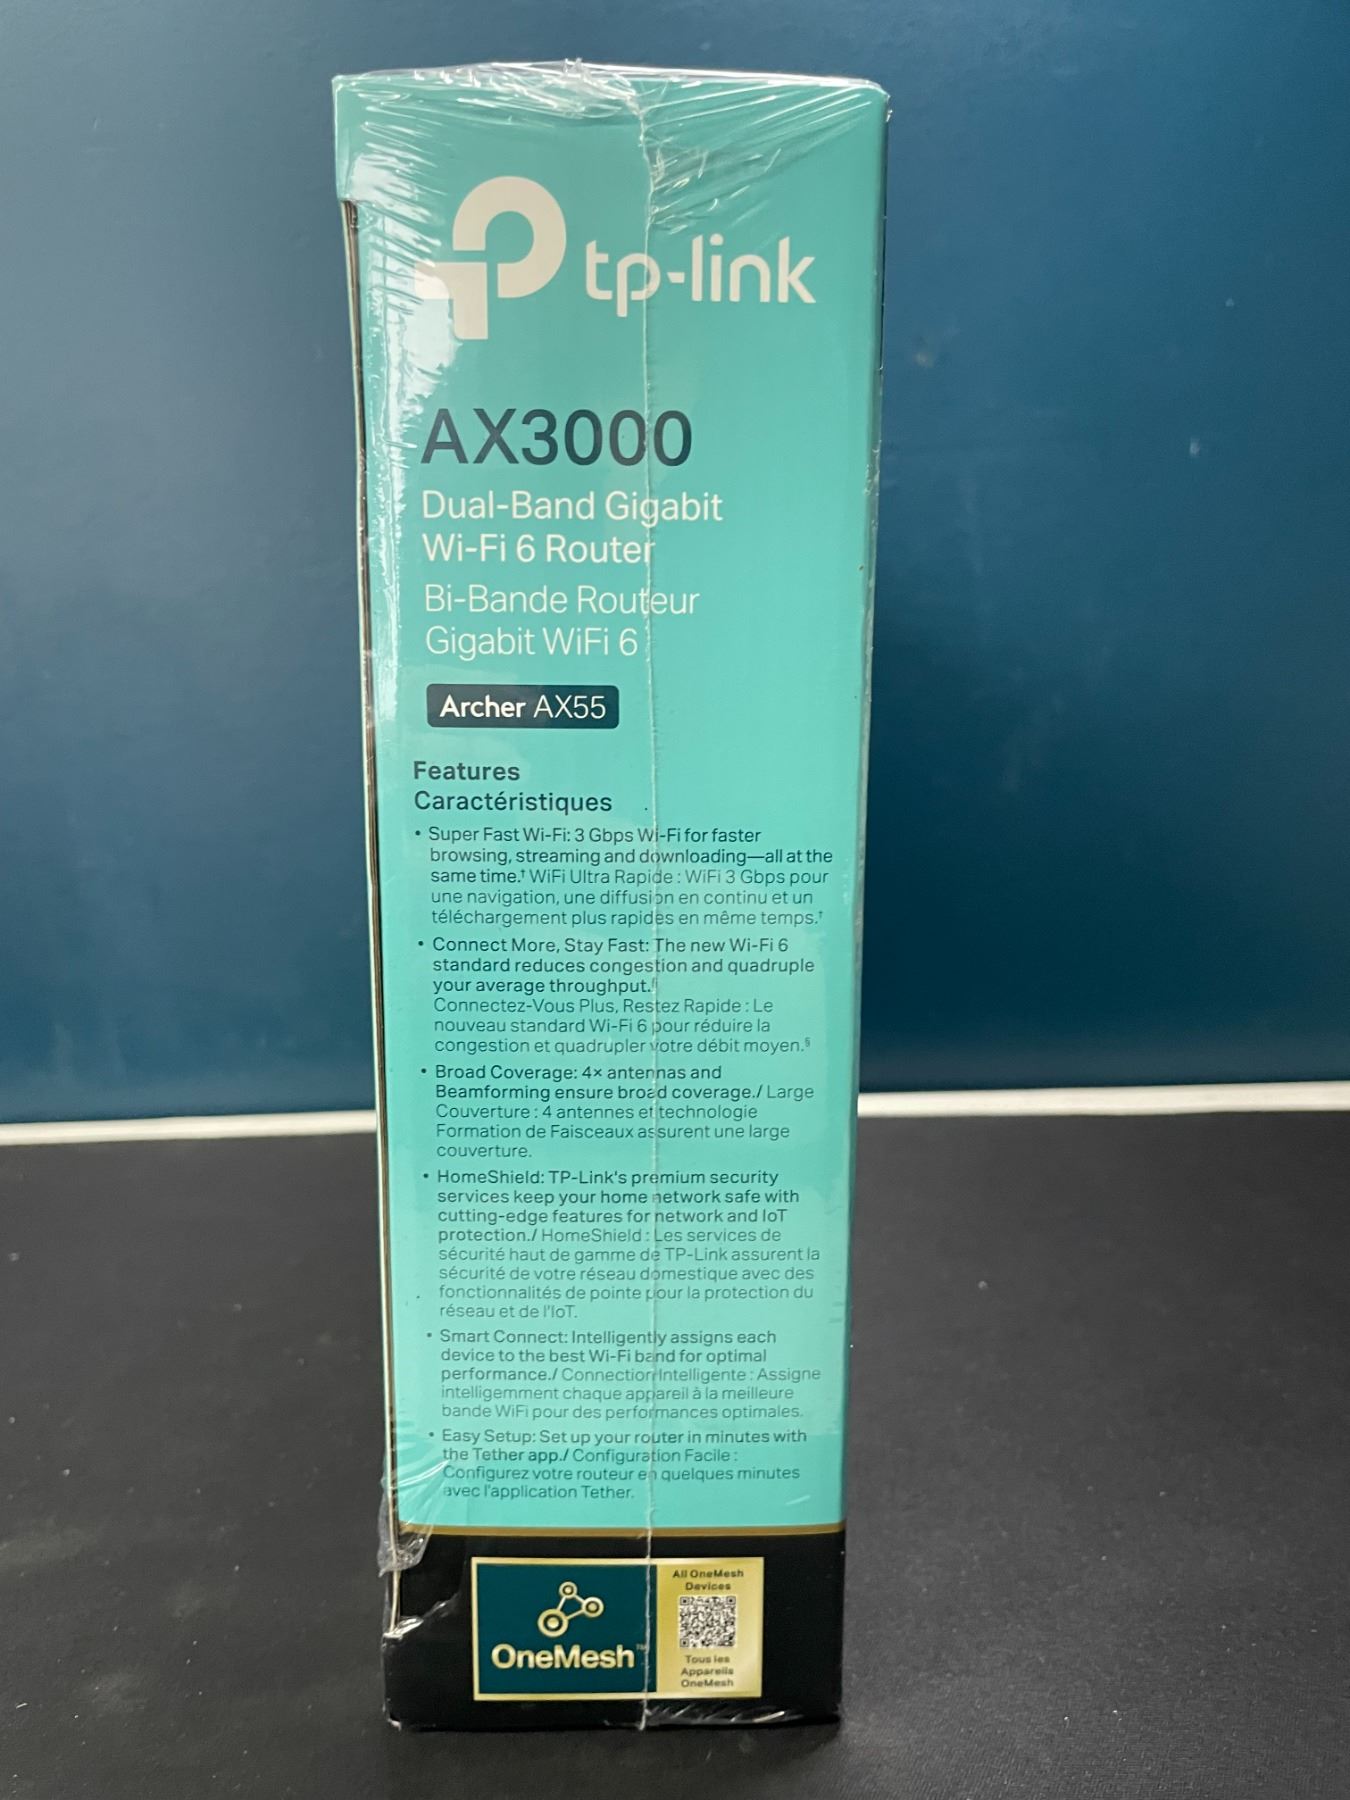 tp-link
AX3000
Dual-Band Gigabit
Wi-Fi 6 Router
Bi-Bande Routeur
Gigabit WiFi 6
Archer AX55
Features
Caractéristiques
• Super Fast Wi-Fi: 3 Gbps Wi-Fi for faster
browsing, streaming and downloading—all at the
same time.† WiFi Ultra Rapide : WiFi 3 Gbps pour
une navigation, une diffusion en continu et un
téléchargement plus rapides en même temps.†
• Connect More, Stay Fast: The new Wi-Fi 6
standard reduces congestion and quadruple
your average throughput.§
Connectez-Vous Plus, Restez Rapide : Le
nouveau standard Wi-Fi 6 pour réduire la
congestion et quadrupler votre débit moyen.§
• Broad Coverage: 4× antennas and
Beamforming ensure broad coverage./ Large
Couverture : 4 antennes et technologie
Formation de Faisceaux assurent une large
couverture.
• HomeShield: TP-Link's premium security
services keep your home network safe with
cutting-edge features for network and IoT
protection./ HomeShield : Les services de
sécurité haut de gamme de TP-Link assurent la
sécurité de votre réseau domestique avec des
fonctionnalités de pointe pour la protection du
réseau et de l'IoT.
• Smart Connect: Intelligently assigns each
device to the best Wi-Fi band for optimal
performance./ Connection Intelligente : Assigne
intelligemment chaque appareil à la meilleure
bande WiFi pour des performances optimales.
• Easy Setup: Set up your router in minutes with
the Tether app./ Configuration Facile :
Configurez votre routeur en quelques minutes
avec l'application Tether.
OneMesh™
All OneMesh
Devices
Tous les
Appareils
OneMesh